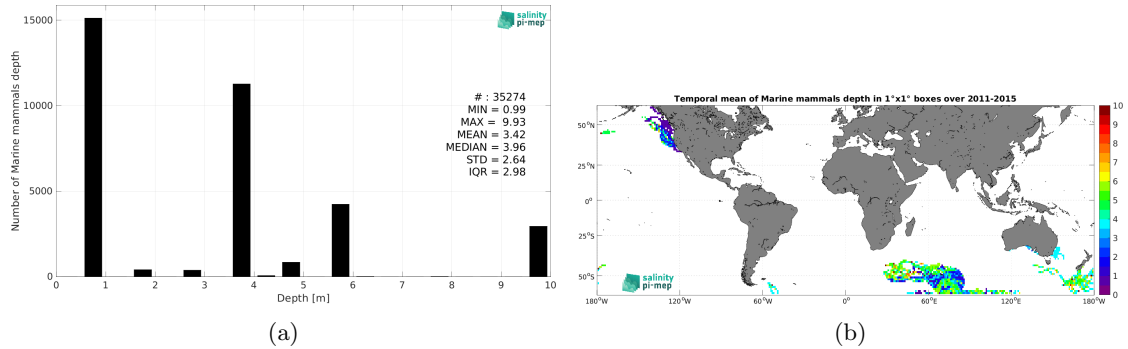 15000
10000
5000
0
Number of Marine mammals depth
0 1 2 3 4 5 6 7 8 9 10
Depth [m]
salinity
pi-mep
# : 35274
MIN = 0.99
MAX = 9.93
MEAN = 3.42
MEDIAN = 3.96
STD = 2.64
IQR = 2.98
(a)
Temporal mean of Marine mammals depth in 1°x1° boxes over 2011-2015
50°N
25°N
0°
25°S
50°S
180°W 120°W 60°W 0° 60°E 120°E 180°W
salinity
pi-mep
10
9
8
7
6
5
4
3
2
1
0
(b)